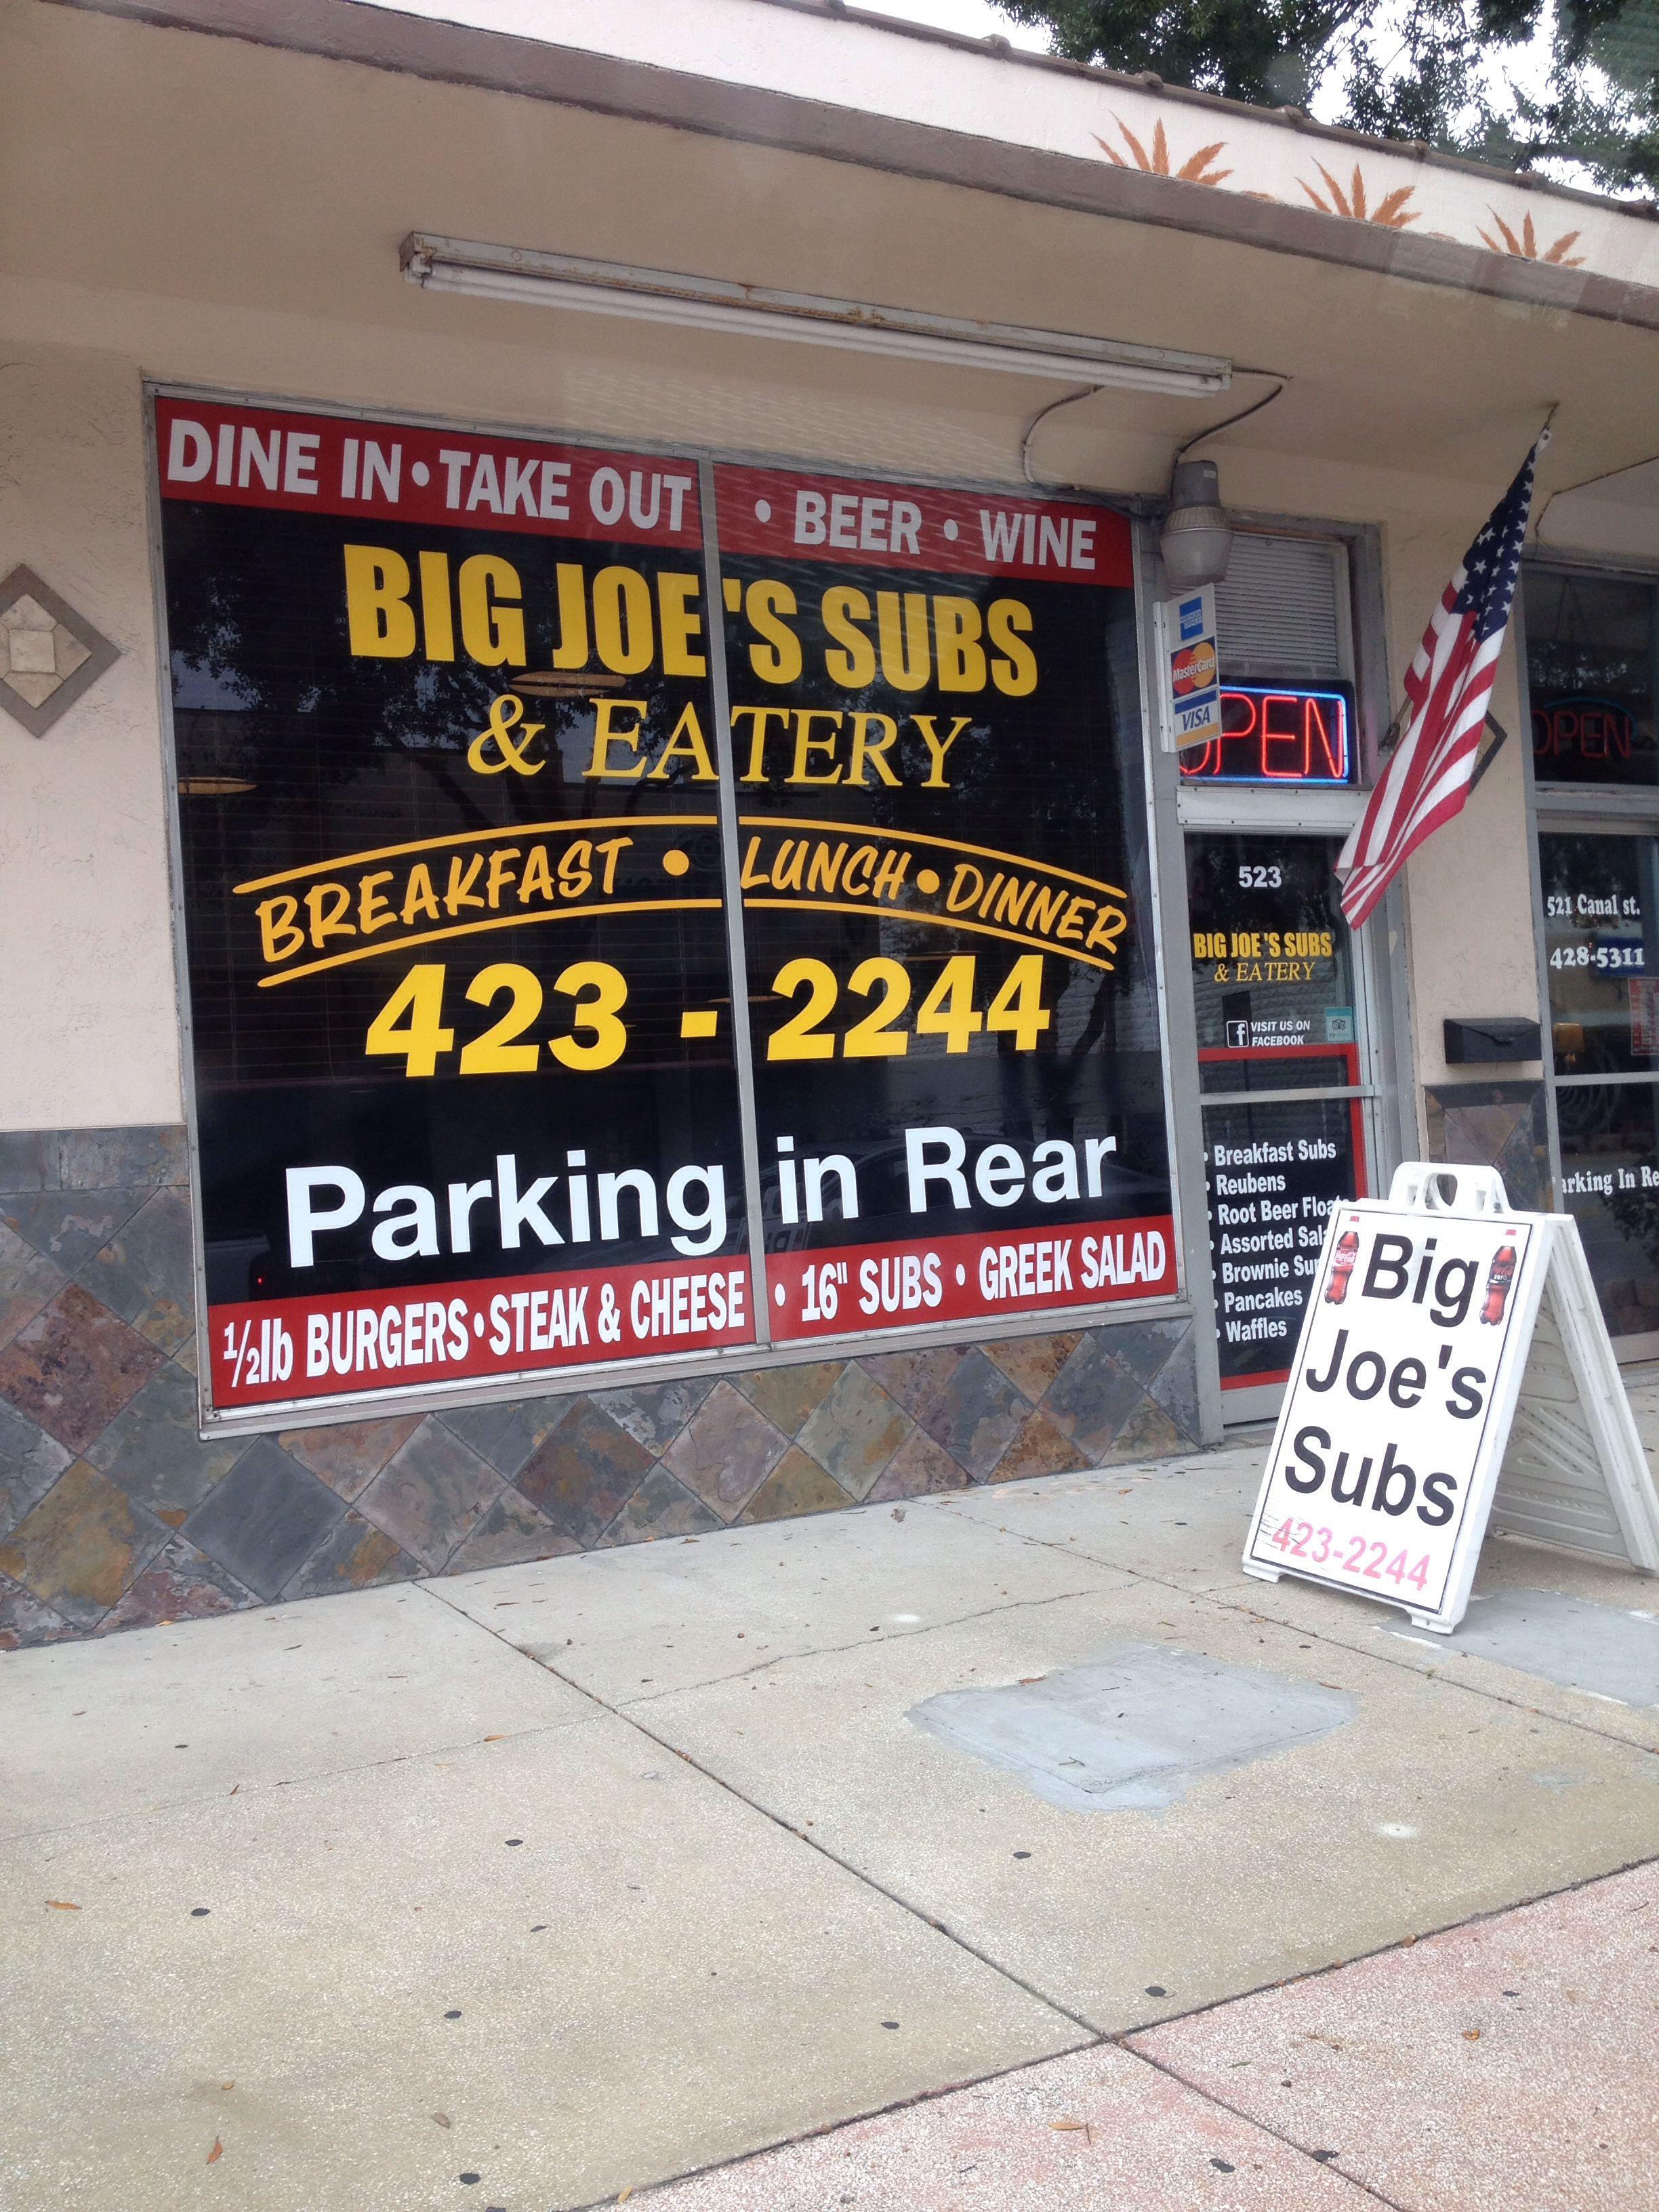 DINE IN • TAKE OUT • BEER • WINE
BIG JOE'S SUBS
& EATERY
BREAKFAST • LUNCH • DINNER
423 - 2244
Parking in Rear
½lb BURGERS • STEAK & CHEESE • 16" SUBS • GREEK SALAD
MasterCard
VISA
OPEN
523
BIG JOE'S SUBS
& EATERY
f VISIT US ON
FACEBOOK
• Breakfast Subs
• Reubens
• Root Beer Floa
• Assorted Sala
• Brownie Su
• Pancakes
• Waffles
Big
Joe's
Subs
423-2244
OPEN
521 Canal st.
428-5311
arking In Re